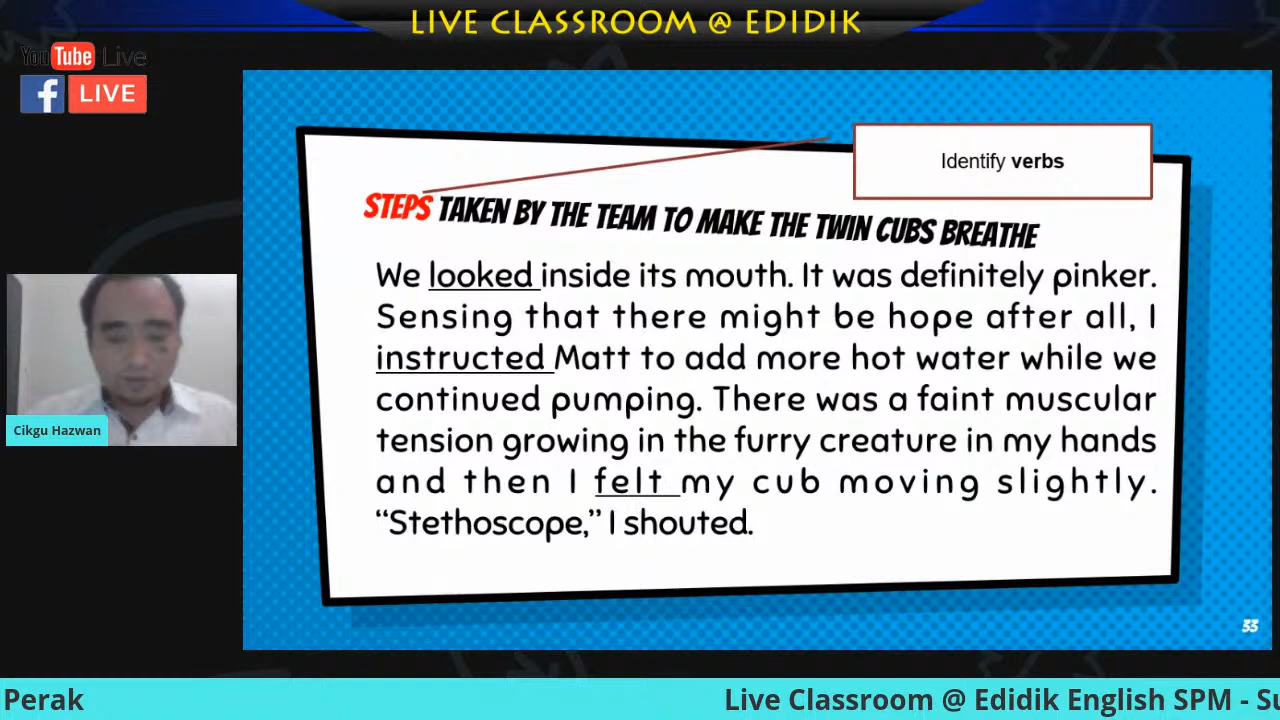 LIVE CLASSROOM @ EDIDIK
YouTube Live
f LIVE
Identify verbs
STEPS TAKEN BY THE TEAM TO MAKE THE TWIN CUBS BREATHE
We looked inside its mouth. It was definitely pinker.
Sensing that there might be hope after all, I
instructed Matt to add more hot water while we
continued pumping. There was a faint muscular
tension growing in the furry creature in my hands
and then I felt my cub moving slightly.
“Stethoscope,” I shouted.
Cikgu Hazwan
33
Perak
Live Classroom @ Edidik English SPM - Su